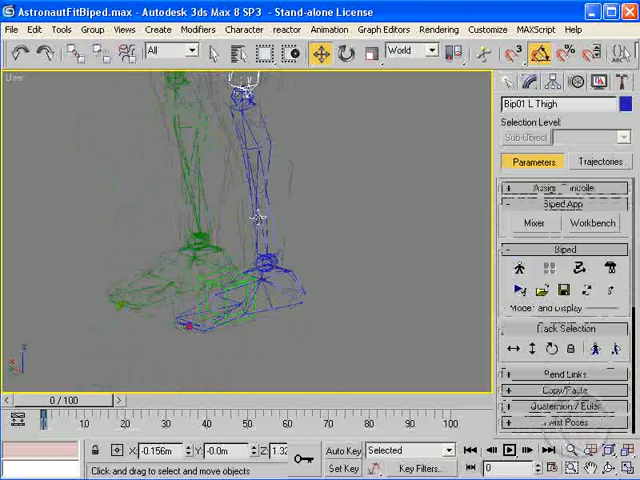 AstronautFitBiped.max - Autodesk 3ds Max 8 SP3 - Stand-alone License
File Edit Tools Group Views Create Modifiers Character reactor Animation Graph Editors Rendering Customize MAXScript Help
All World
User
Bip01 L Thigh
Selection Level:
Sub-Object
Parameters Trajectories
Biped App
Mixer Workbench
Biped
Track Selection
Bend Links
Copy/Paste
Quaternion / Euler
Twist Poses
0 / 100
0 10 20 30 40 50 60 70 80 90 100
X: -0.156m Y: -0.0m Z: 1.32
Auto Key Selected
Click and drag to select and move objects
Set Key Key Filters... 0